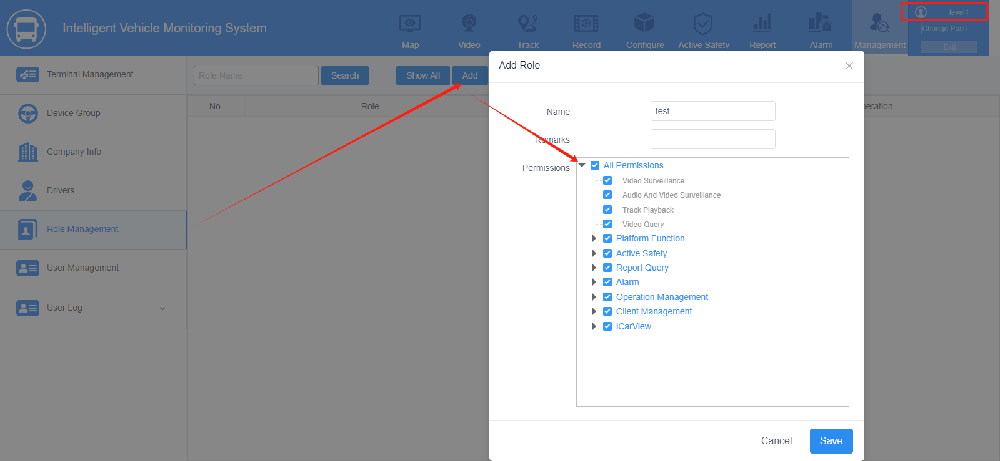 Intelligent Vehicle Monitoring System
Map
Video
Track
Record
Configure
Active Safety
Report
Alarm
Management
level1
Change Pass...
Exit
Terminal Management
Device Group
Company Info
Drivers
Role Management
User Management
User Log
Role Name
Search
Show All
Add
No.
Role
peration
Add Role
Name
test
Remarks
Permissions
All Permissions
Video Surveillance
Audio And Video Surveillance
Track Playback
Video Query
Platform Function
Active Safety
Report Query
Alarm
Operation Management
Client Management
iCarView
Cancel
Save